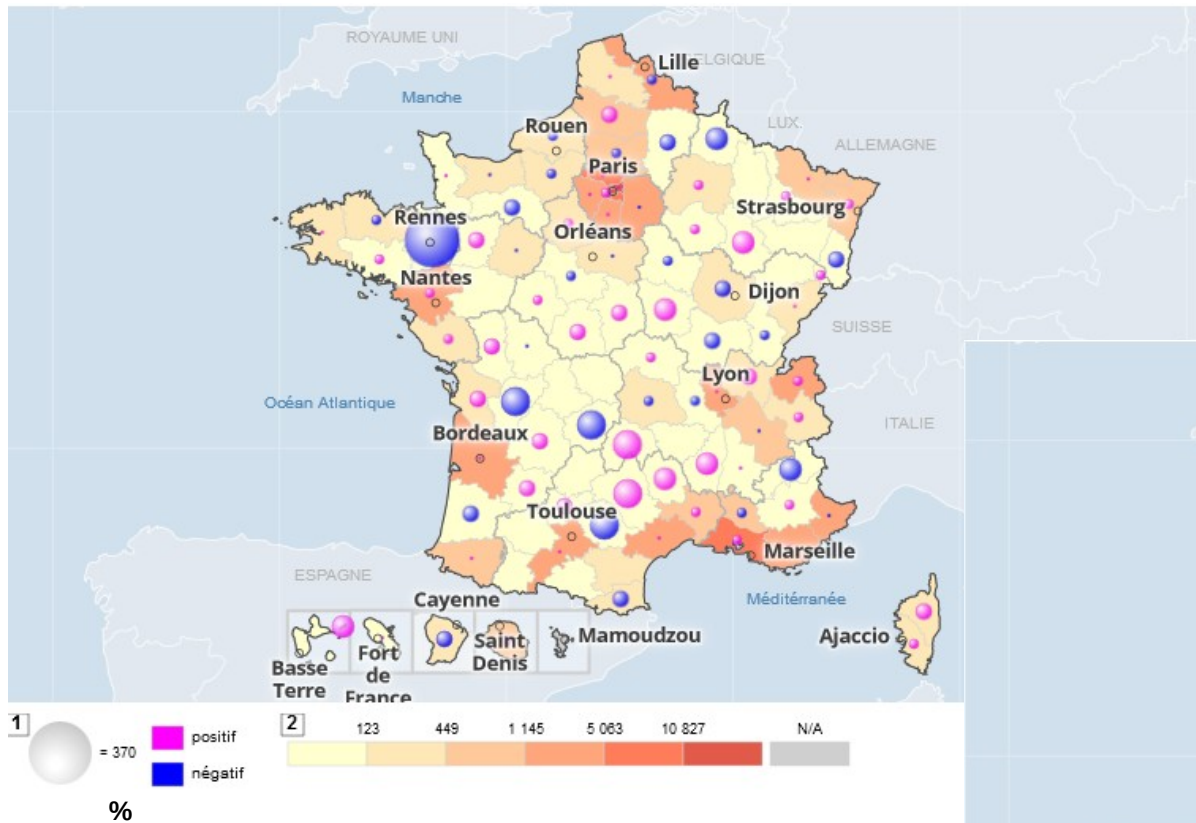 ROYAUME UNI
Lille
BELGIQUE
Manche
LUX.
Rouen
ALLEMAGNE
Paris
Strasbourg
Rennes
Orléans
Nantes
Dijon
SUISSE
Lyon
Océan Atlantique
ITALIE
Bordeaux
Toulouse
Marseille
ESPAGNE
Cayenne
Méditérranée
Mamoudzou
Ajaccio
Saint
Denis
Basse
Terre
Fort
de
France
1
= 370
positif
négatif
%
2
123 449 1 145 5 063 10 827 N/A